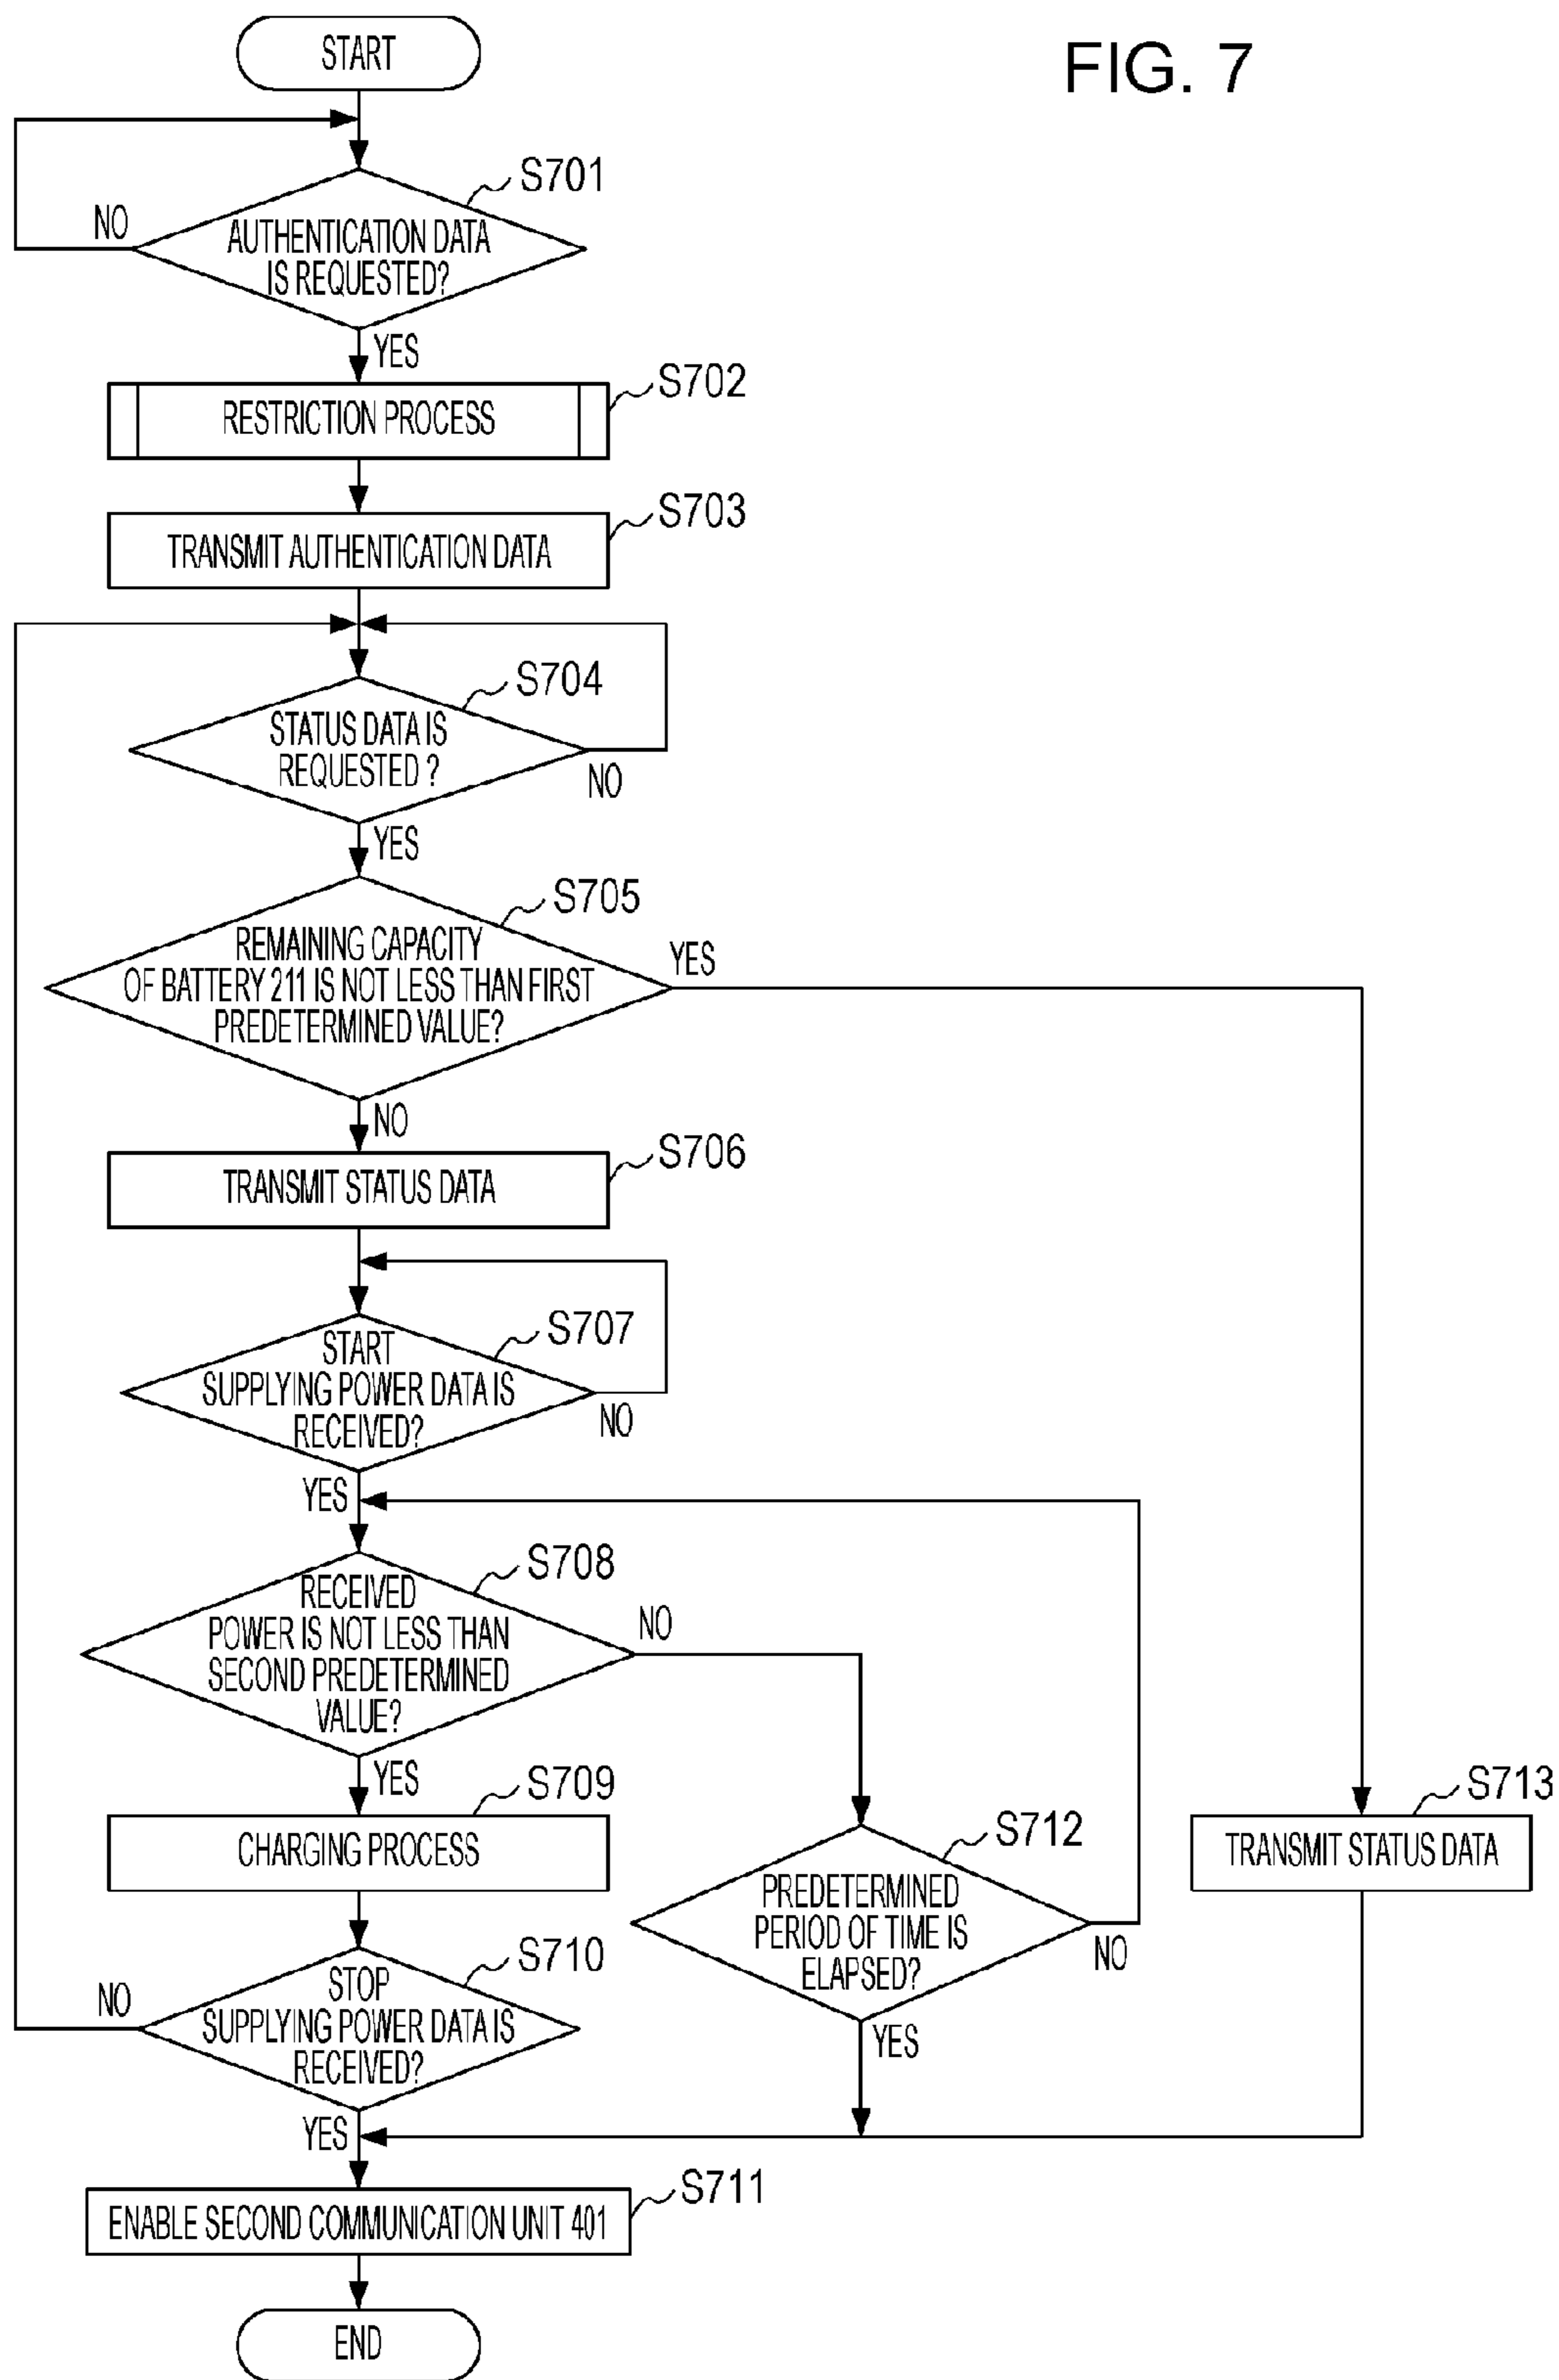 FIG. 7
START
S701
NO
AUTHENTICATION DATA
IS REQUESTED?
YES
S702
RESTRICTION PROCESS
S703
TRANSMIT AUTHENTICATION DATA
S704
STATUS DATA IS
REQUESTED ?
NO
YES
S705
REMAINING CAPACITY
OF BATTERY 211 IS NOT LESS THAN FIRST
PREDETERMINED VALUE?
YES
NO
S706
TRANSMIT STATUS DATA
S707
START
SUPPLYING POWER DATA IS
RECEIVED?
NO
YES
S708
RECEIVED
POWER IS NOT LESS THAN
SECOND PREDETERMINED
VALUE?
NO
YES
S709
CHARGING PROCESS
S712
PREDETERMINED
PERIOD OF TIME IS
ELAPSED?
NO
YES
S713
TRANSMIT STATUS DATA
S710
STOP
SUPPLYING POWER DATA IS
RECEIVED?
NO
YES
S711
ENABLE SECOND COMMUNICATION UNIT 401
END